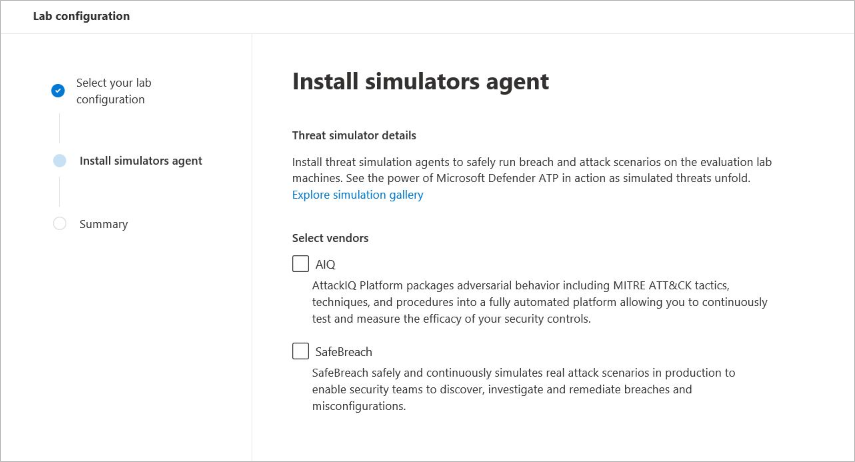 Lab configuration
Select your lab
configuration
Install simulators agent
Summary
Install simulators agent
Threat simulator details
Install threat simulation agents to safely run breach and attack scenarios on the evaluation lab
machines. See the power of Microsoft Defender ATP in action as simulated threats unfold.
Explore simulation gallery
Select vendors
AIQ
AttackIQ Platform packages adversarial behavior including MITRE ATT&CK tactics,
techniques, and procedures into a fully automated platform allowing you to continuously
test and measure the efficacy of your security controls.
SafeBreach
SafeBreach safely and continuously simulates real attack scenarios in production to
enable security teams to discover, investigate and remediate breaches and
misconfigurations.